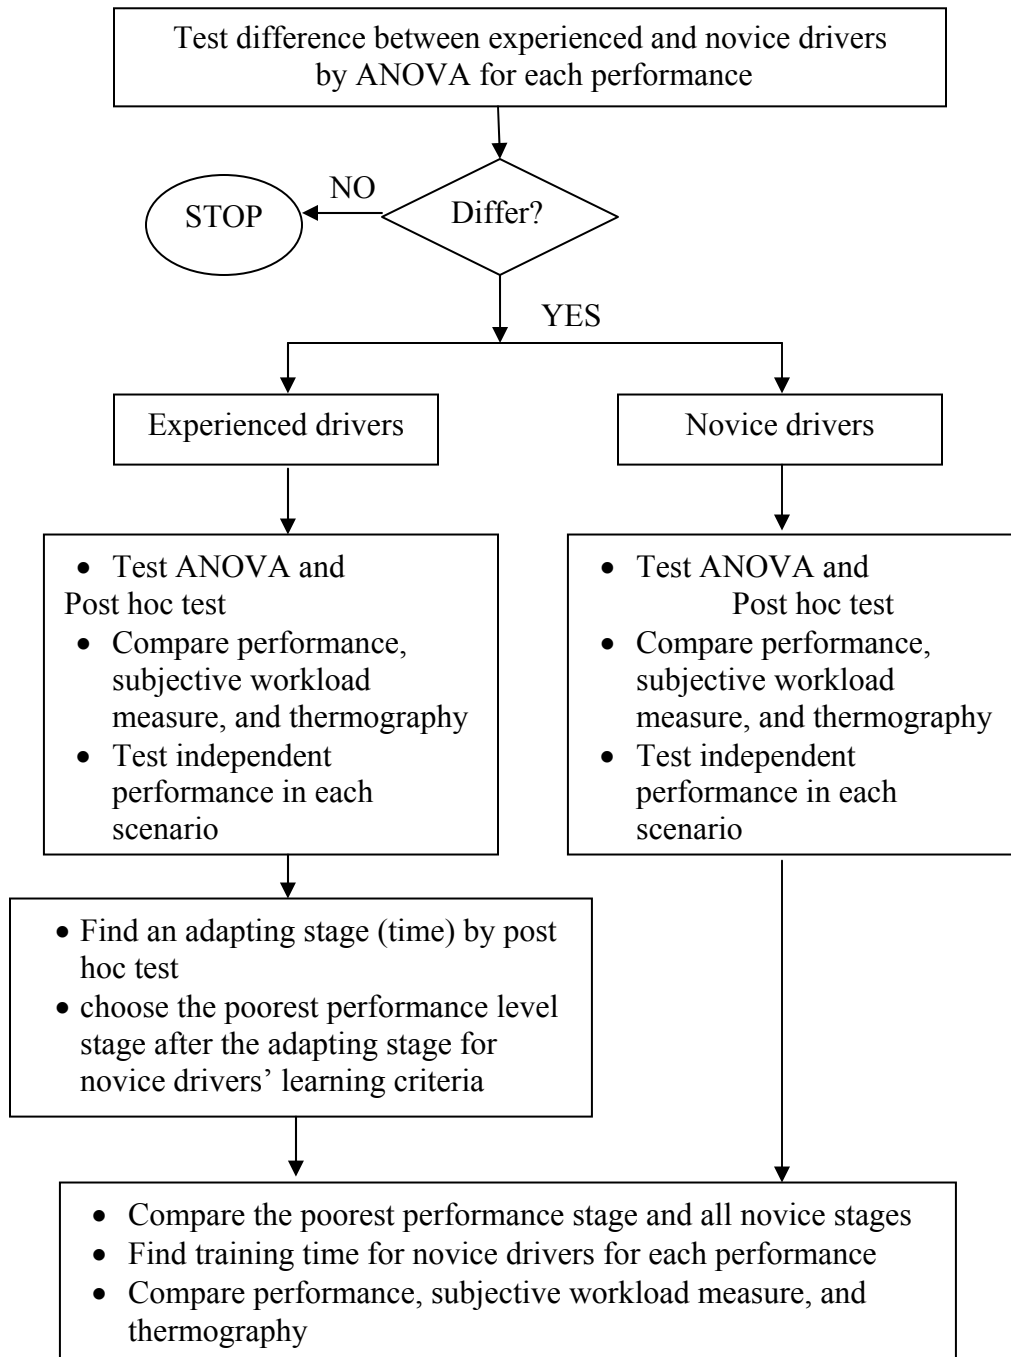 Test difference between experienced and novice drivers
by ANOVA for each performance
NO
STOP
Differ?
YES
Experienced drivers
Novice drivers
• Test ANOVA and
Post hoc test
• Compare performance,
subjective workload
measure, and thermography
• Test independent
performance in each
scenario
• Test ANOVA and
Post hoc test
• Compare performance,
subjective workload
measure, and thermography
• Test independent
performance in each
scenario
• Find an adapting stage (time) by post
hoc test
• choose the poorest performance level
stage after the adapting stage for
novice drivers’ learning criteria
• Compare the poorest performance stage and all novice stages
• Find training time for novice drivers for each performance
• Compare performance, subjective workload measure, and
thermography